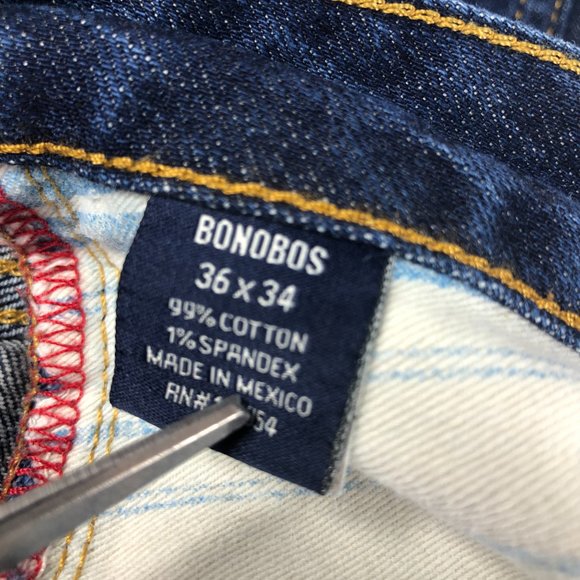 BONOBOS
36 x 34
99% COTTON
1% SPANDEX
MADE IN MEXICO
RN#